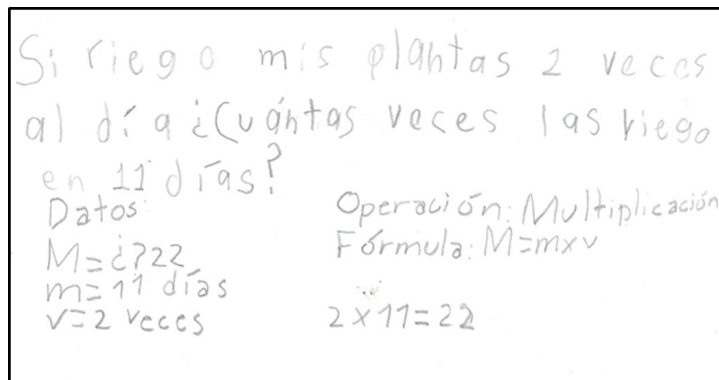 Si riego mis plantas 2 veces
al día ¿Cuántas veces las riego
en 11 días?
Datos
Operación: Multiplicación
M=¿?22
Fórmula: M=mxv
m=11 días
v=2 veces
2x11=22